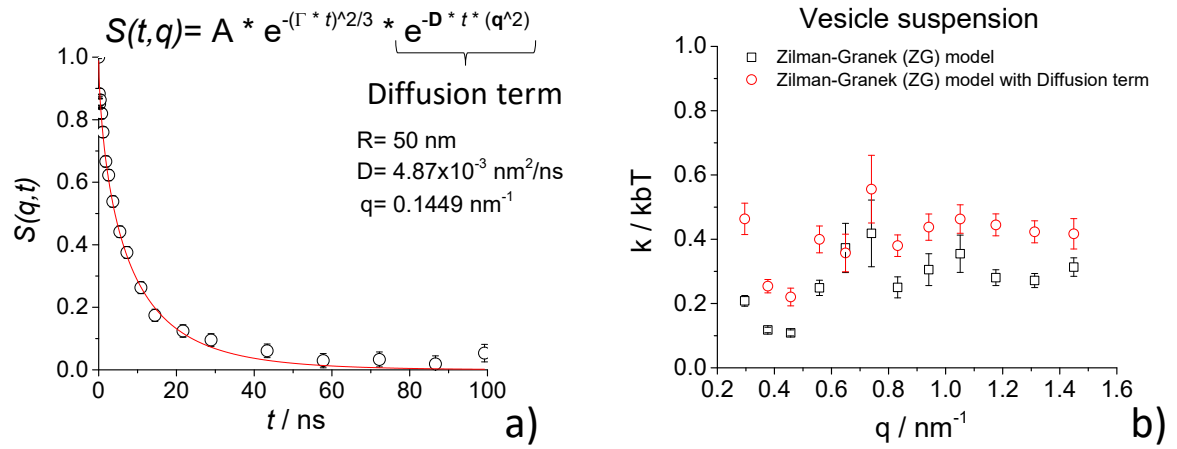 S(t,q)= A * e^-(Γ * t)^2/3 * e^-D * t * (q^2)
Diffusion term
R= 50 nm
D= 4.87x10^-3 nm^2/ns
q= 0.1449 nm^-1
S(q,t)
1.0
0.8
0.6
0.4
0.2
0.0
0 20 40 60 80 100
t / ns
a)
Vesicle suspension
Zilman-Granek (ZG) model
Zilman-Granek (ZG) model with Diffusion term
k / kbT
1.0
0.8
0.6
0.4
0.2
0.0
0.2 0.4 0.6 0.8 1.0 1.2 1.4 1.6
q / nm^-1
b)